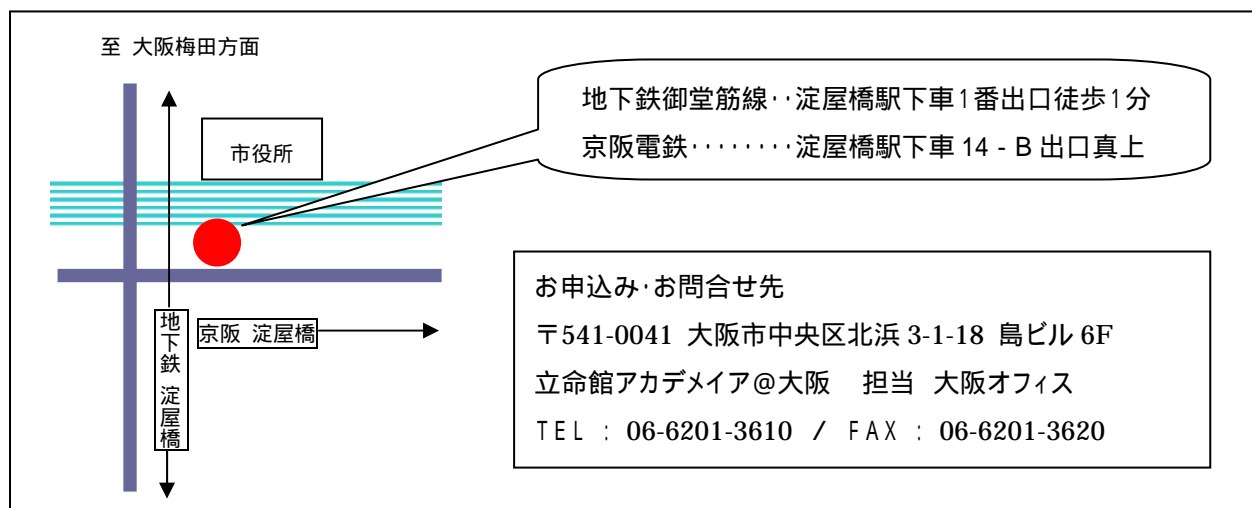 至 大阪梅田方面
地下鉄御堂筋線‥淀屋橋駅下車1番出口徒歩1分
京阪電鉄‥‥‥‥淀屋橋駅下車 14 - B 出口真上
市役所
お申込み・お問合せ先
〒541-0041 大阪市中央区北浜 3-1-18 島ビル 6F
立命館アカデメイア@大阪 担当 大阪オフィス
TEL : 06-6201-3610 / FAX : 06-6201-3620
地下鉄 淀屋橋
京阪 淀屋橋